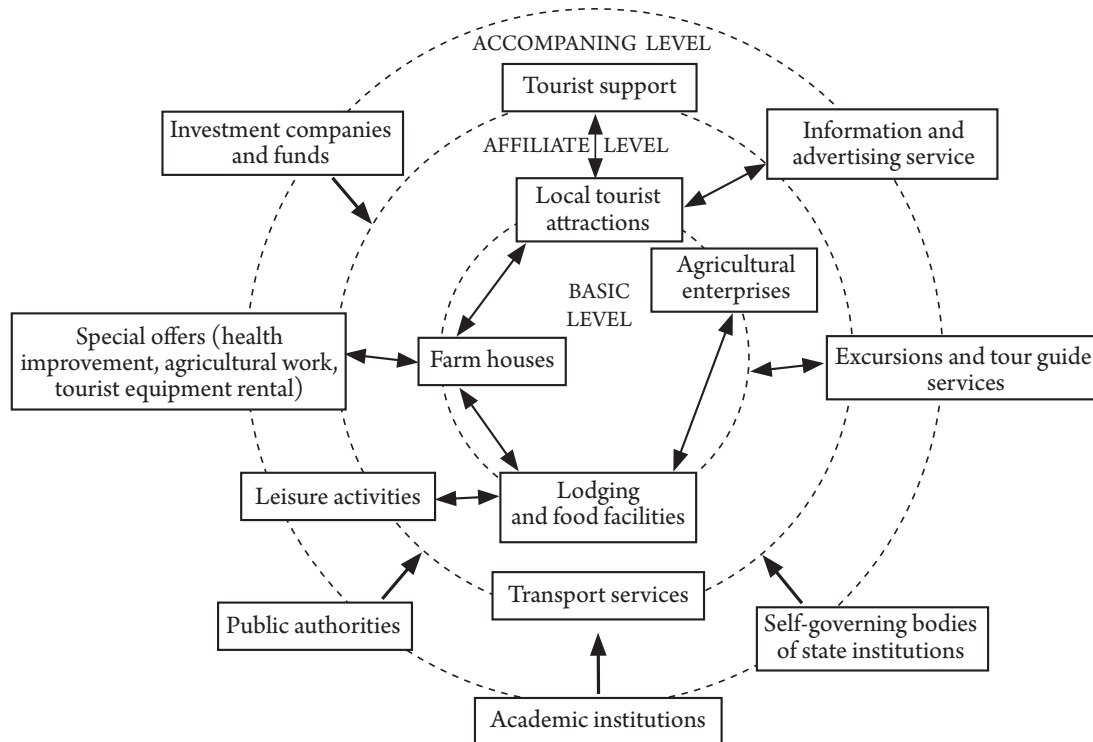 ACCOMPANING LEVEL
Tourist support
Investment companies
and funds
AFFILIATE LEVEL
Information and
advertising service
Local tourist
attractions
Agricultural
enterprises
BASIC
LEVEL
Special offers (health
improvement, agricultural work,
tourist equipment rental)
Farm houses
Excursions and tour guide
services
Leisure activities
Lodging
and food facilities
Transport services
Public authorities
Self-governing bodies
of state institutions
Academic institutions